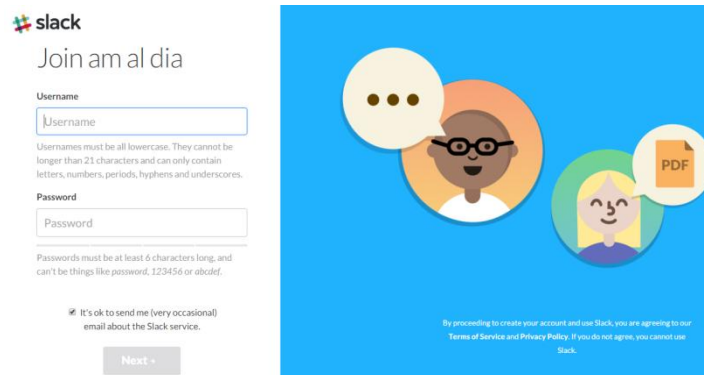 slack
Join am al dia
Username
Username
Usernames must be all lowercase. They cannot be
longer than 21 characters and can only contain
letters, numbers, periods, hyphens and underscores.
Password
Password
Passwords must be at least 6 characters long, and
can't be things like password, 123456 or abcdef.
It's ok to send me (very occasional)
email about the Slack service.
Next
PDF
By proceeding to create your account and use Slack, you are agreeing to our
Terms of Service and Privacy Policy. If you do not agree, you cannot use
Slack.